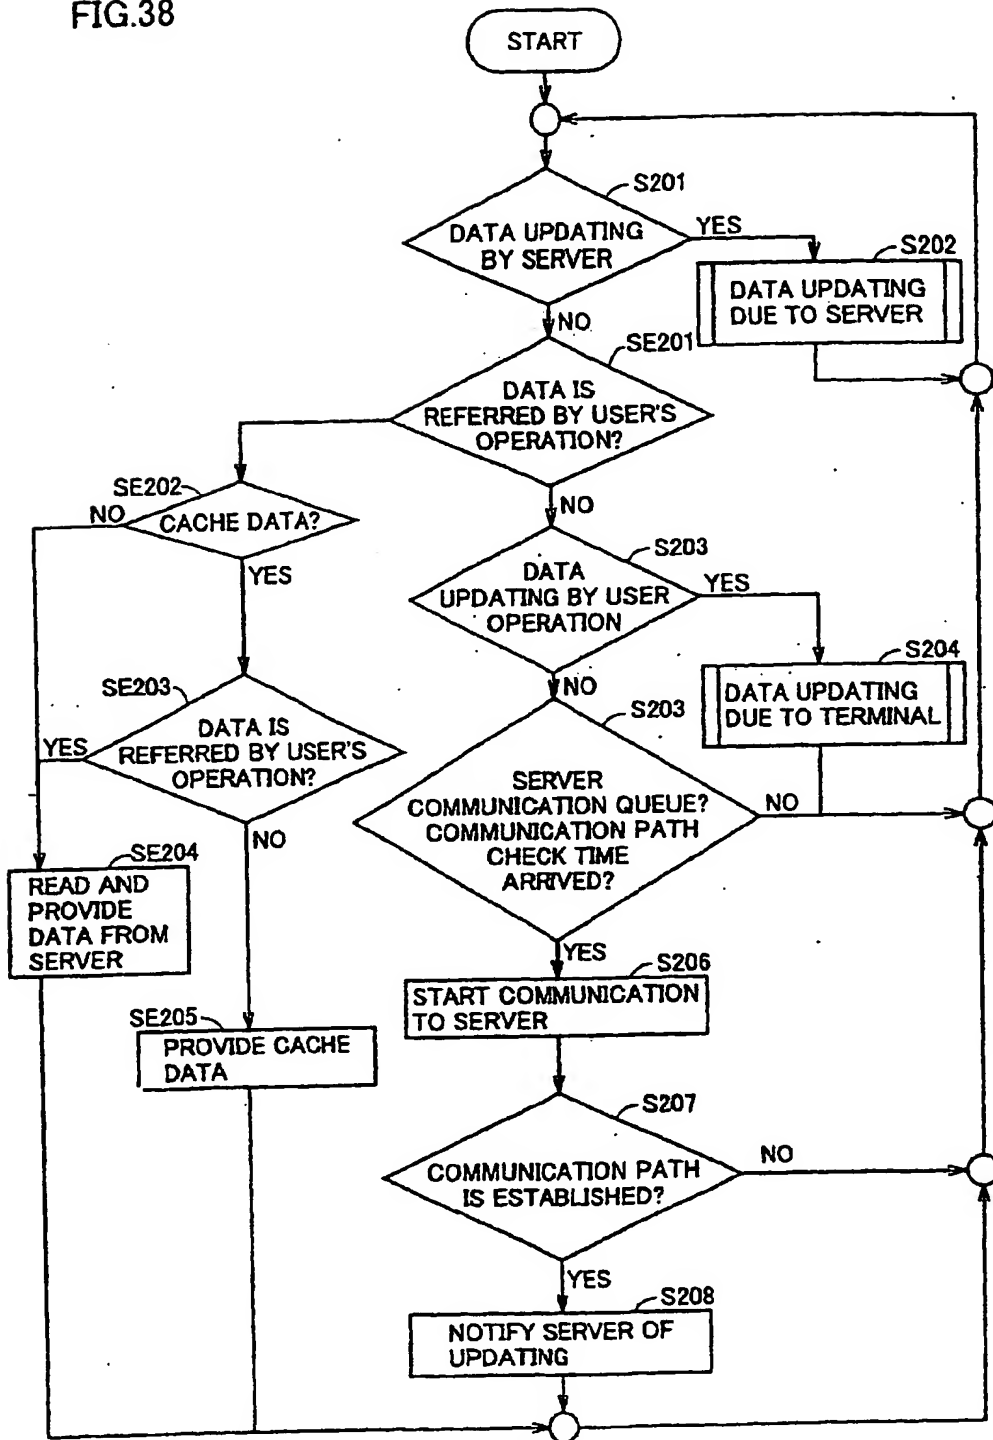 FIG.38
START
S201
DATA UPDATING
BY SERVER
YES
S202
DATA UPDATING
DUE TO SERVER
NO
SE201
DATA IS
REFERRED BY USER'S
OPERATION?
SE202
NO
CACHE DATA?
YES
NO
S203
DATA
UPDATING BY USER
OPERATION
YES
S204
DATA UPDATING
DUE TO TERMINAL
SE203
DATA IS
REFERRED BY USER'S
OPERATION?
YES
NO
NO
S203
SERVER
COMMUNICATION QUEUE?
COMMUNICATION PATH
CHECK TIME
ARRIVED?
NO
SE204
READ AND
PROVIDE
DATA FROM
SERVER
YES
S206
START COMMUNICATION
TO SERVER
SE205
PROVIDE CACHE
DATA
S207
COMMUNICATION PATH
IS ESTABLISHED?
NO
YES
S208
NOTIFY SERVER OF
UPDATING